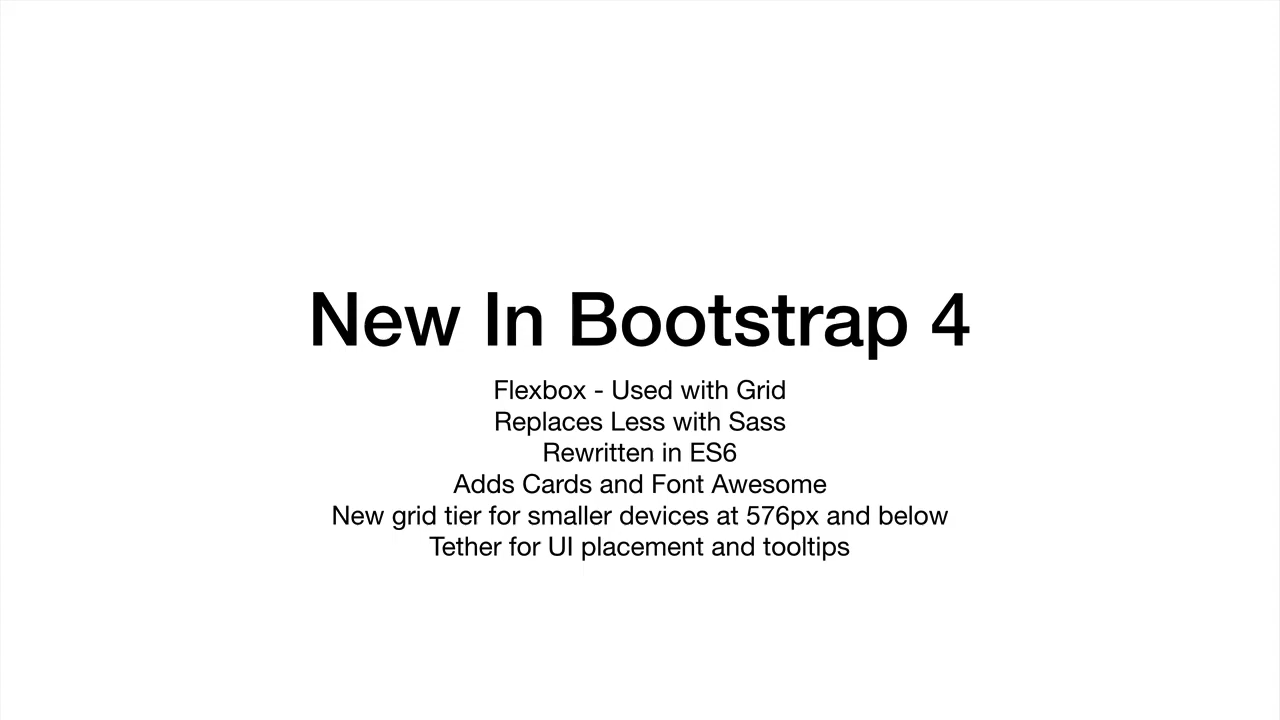 New In Bootstrap 4
Flexbox - Used with Grid
Replaces Less with Sass
Rewritten in ES6
Adds Cards and Font Awesome
New grid tier for smaller devices at 576px and below
Tether for UI placement and tooltips